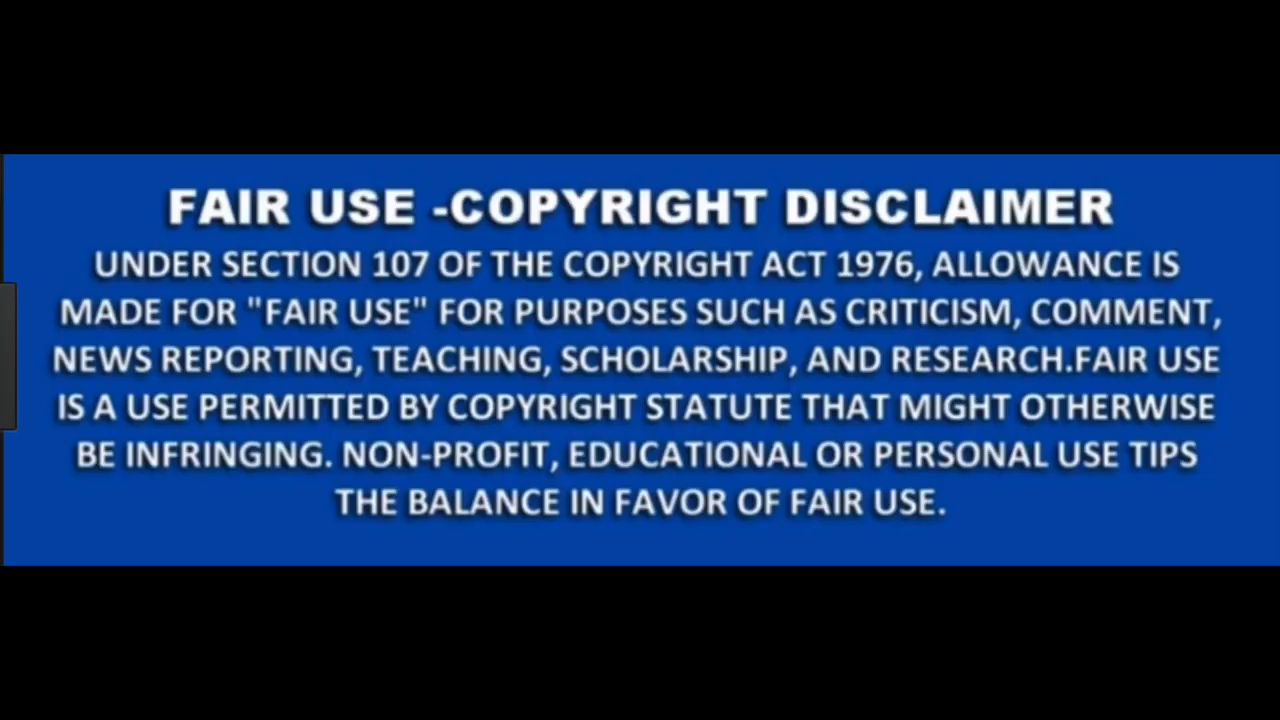 FAIR USE -COPYRIGHT DISCLAIMER
UNDER SECTION 107 OF THE COPYRIGHT ACT 1976, ALLOWANCE IS
MADE FOR "FAIR USE" FOR PURPOSES SUCH AS CRITICISM, COMMENT,
NEWS REPORTING, TEACHING, SCHOLARSHIP, AND RESEARCH.FAIR USE
IS A USE PERMITTED BY COPYRIGHT STATUTE THAT MIGHT OTHERWISE
BE INFRINGING. NON-PROFIT, EDUCATIONAL OR PERSONAL USE TIPS
THE BALANCE IN FAVOR OF FAIR USE.